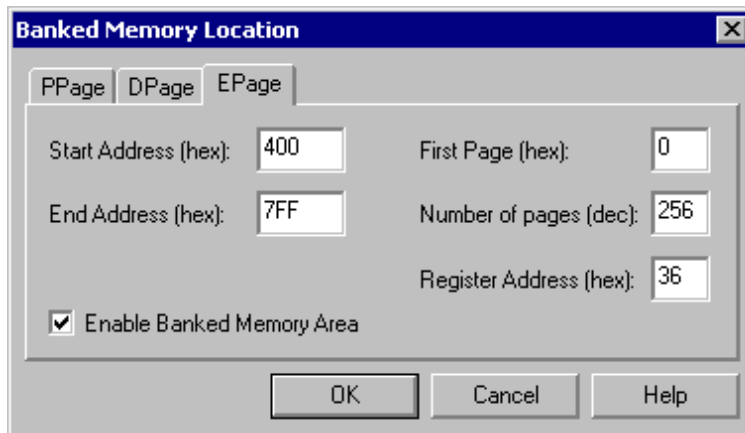 Banked Memory Location
PPage DPage EPage
Start Address (hex): 400 First Page (hex): 0
End Address (hex): 7FF Number of pages (dec): 256
Register Address (hex): 36
Enable Banked Memory Area
OK Cancel Help